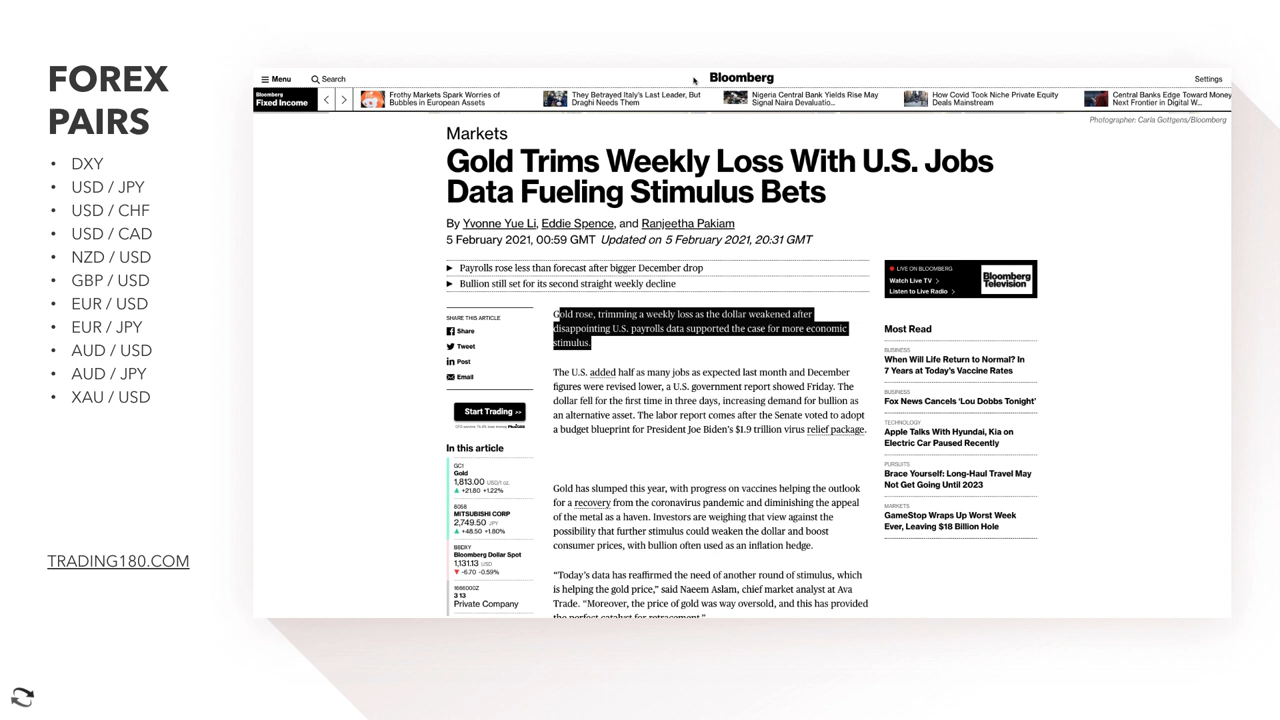 FOREX
PAIRS
• DXY
• USD / JPY
• USD / CHF
• USD / CAD
• NZD / USD
• GBP / USD
• EUR / USD
• EUR / JPY
• AUD / USD
• AUD / JPY
• XAU / USD
TRADING180.COM
Menu
Search
Bloomberg
Settings
Bloomberg
Fixed Income
Frothy Markets Spark Worries of
Bubbles in European Assets
They Betrayed Italy's Last Leader, But
Draghi Needs Them
Nigeria Central Bank Yields Rise May
Signal Naira Devaluatio...
How Covid Took Niche Private Equity
Deals Mainstream
Central Banks Edge Toward Money
Next Frontier in Digital W...
Photographer: Carla Gottgens/Bloomberg
Markets
Gold Trims Weekly Loss With U.S. Jobs
Data Fueling Stimulus Bets
By Yvonne Yue Li, Eddie Spence, and Ranjeetha Pakiam
5 February 2021, 00:59 GMT Updated on 5 February 2021, 20:31 GMT
► Payrolls rose less than forecast after bigger December drop
► Bullion still set for its second straight weekly decline
SHARE THIS ARTICLE
Share
Tweet
Post
Email
Start Trading >>
In this article
GC1
Gold
1,813.00 USD/t oz.
▲ +21.80 +1.22%
8058
MITSUBISHI CORP
2,749.50 JPY
▲ +48.50 +1.80%
BBDXY
Bloomberg Dollar Spot
1,131.13 USD
▼ -6.70 -0.59%
1666000Z
3 13
Private Company
Gold rose, trimming a weekly loss as the dollar weakened after
disappointing U.S. payrolls data supported the case for more economic
stimulus.
The U.S. added half as many jobs as expected last month and December
figures were revised lower, a U.S. government report showed Friday. The
dollar fell for the first time in three days, increasing demand for bullion as
an alternative asset. The labor report comes after the Senate voted to adopt
a budget blueprint for President Joe Biden's $1.9 trillion virus relief package.
Gold has slumped this year, with progress on vaccines helping the outlook
for a recovery from the coronavirus pandemic and diminishing the appeal
of the metal as a haven. Investors are weighing that view against the
possibility that further stimulus could weaken the dollar and boost
consumer prices, with bullion often used as an inflation hedge.
"Today's data has reaffirmed the need of another round of stimulus, which
is helping the gold price," said Naeem Aslam, chief market analyst at Ava
Trade. "Moreover, the price of gold was way oversold, and this has provided
the perfect catalyst for retracement."
LIVE ON BLOOMBERG
Watch Live TV >
Listen to Live Radio >
Bloomberg
Television
Most Read
BUSINESS
When Will Life Return to Normal? In
7 Years at Today's Vaccine Rates
BUSINESS
Fox News Cancels 'Lou Dobbs Tonight'
TECHNOLOGY
Apple Talks With Hyundai, Kia on
Electric Car Paused Recently
PURSUITS
Brace Yourself: Long-Haul Travel May
Not Get Going Until 2023
MARKETS
GameStop Wraps Up Worst Week
Ever, Leaving $18 Billion Hole